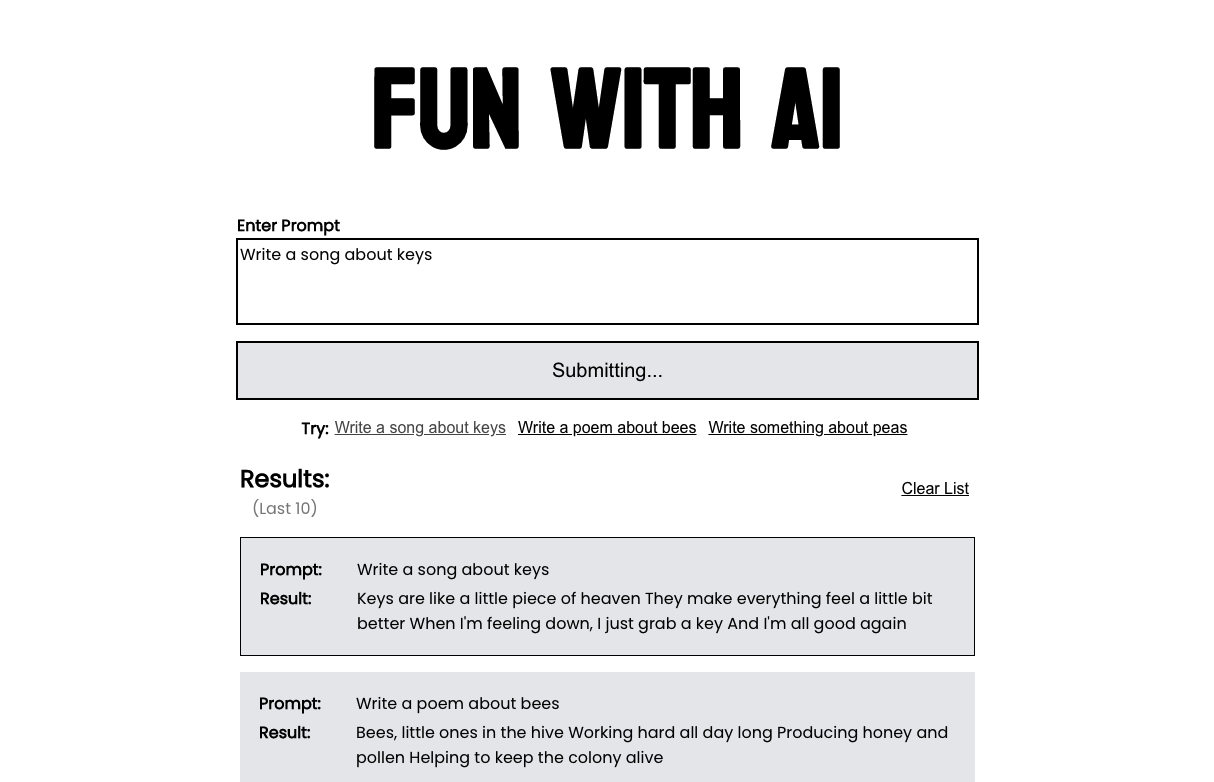 FUN WITH AI
Enter Prompt
Write a song about keys
Submitting...
Try: Write a song about keys Write a poem about bees Write something about peas
Results:
Clear List
(Last 10)
Prompt: Write a song about keys
Result: Keys are like a little piece of heaven They make everything feel a little bit
better When I'm feeling down, I just grab a key And I'm all good again
Prompt: Write a poem about bees
Result: Bees, little ones in the hive Working hard all day long Producing honey and
pollen Helping to keep the colony alive